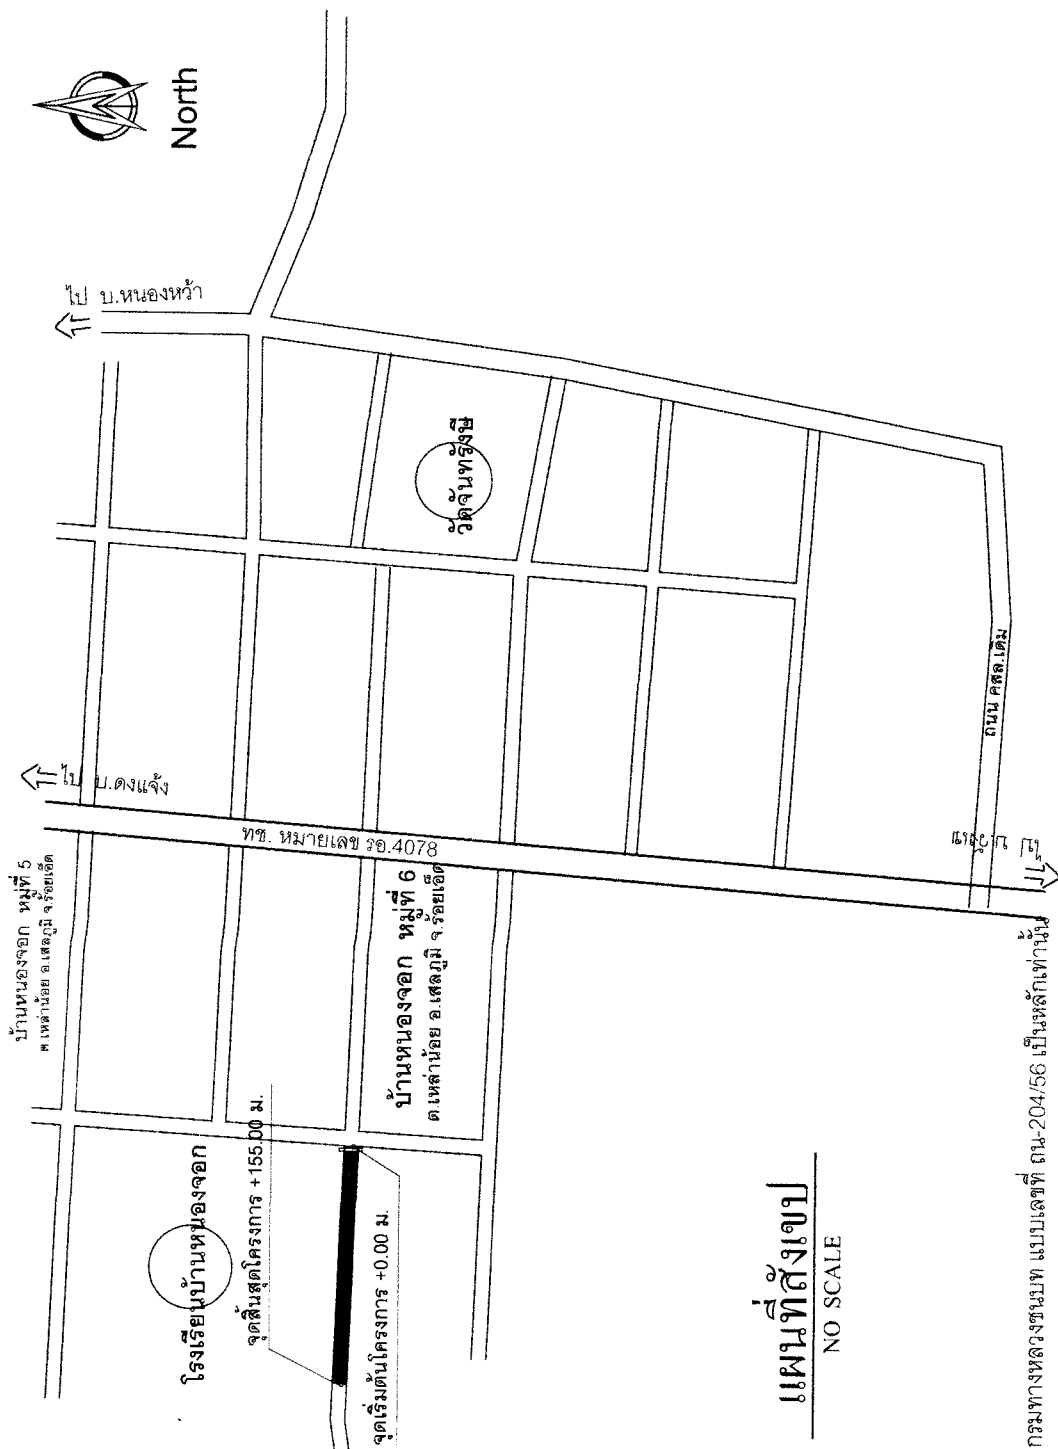 North
ไป บ.หนองหว้า
วัดจันทรังษี
ไป บ.ดงแจ้ง
ทช. หมายเลข รอ.4078
ถนน คสล.เดิม
ไป
บ้านหนองจอก หมู่ที่ 5
ต.เหล่าน้อย อ.เสลภูมิ จ.ร้อยเอ็ด
บ้านหนองจอก หมู่ที่ 6
ต.เหล่าน้อย อ.เสลภูมิ จ.ร้อยเอ็ด
โรงเรียนบ้านหนองจอก
จุดสิ้นสุดโครงการ +155.00 ม.
จุดเริ่มต้นโครงการ +0.00 ม.
แผนที่สังเขป
NO SCALE
กรมทางหลวงชนบท แบบเลขที่ ถน-204/56 เป็นหลักเท่านั้น